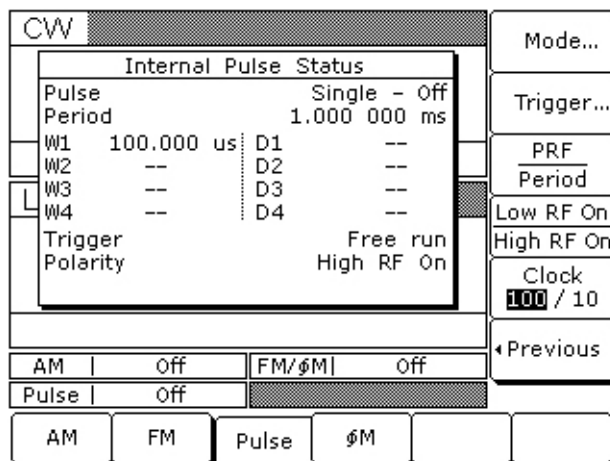 CW
Internal Pulse Status
Pulse Single - Off
Period 1.000 000 ms
W1 100.000 us D1 --
W2 -- D2 --
W3 -- D3 --
W4 -- D4 --
Trigger Free run
Polarity High RF On
L
AM Off FM/ɸM Off
Pulse Off
AM FM Pulse ɸM
Mode...
Trigger...
PRF
Period
Low RF On
High RF On
Clock
100 / 10
Previous